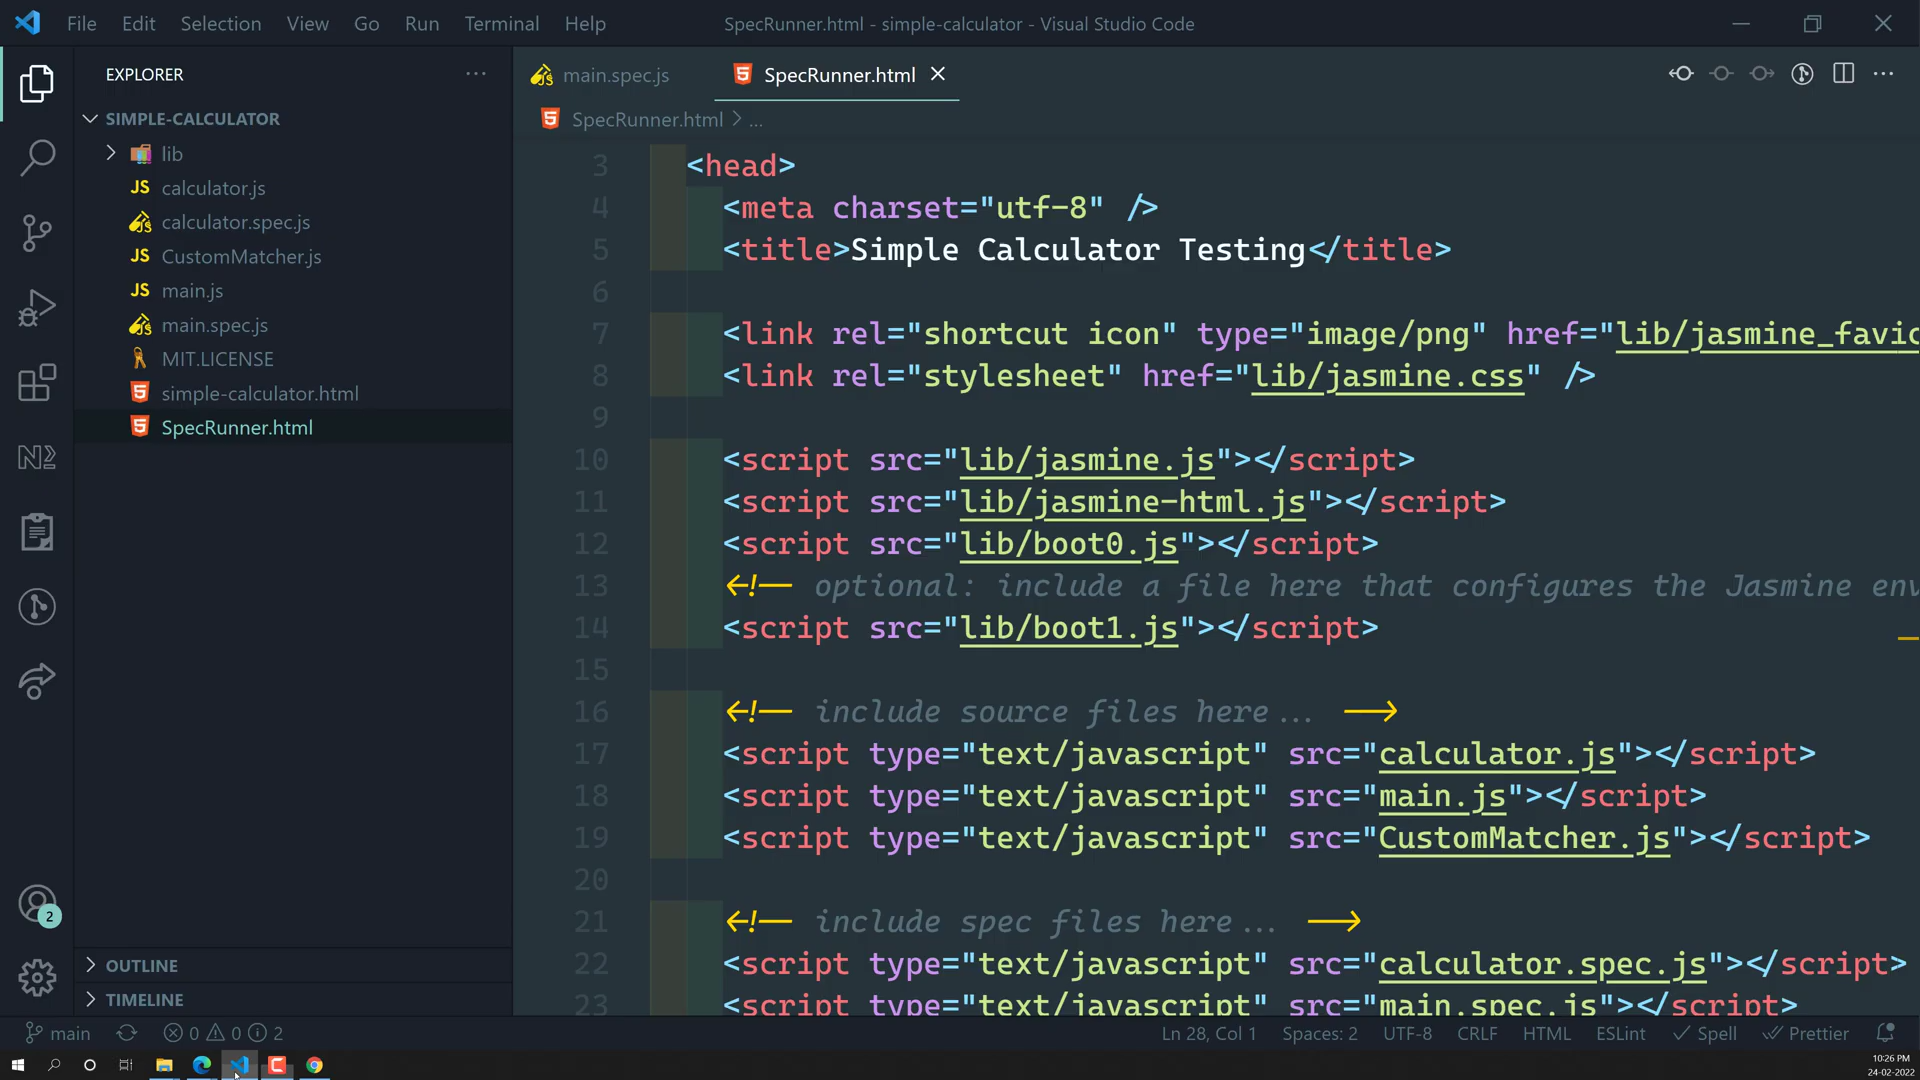 File Edit Selection View Go Run Terminal Help
SpecRunner.html - simple-calculator - Visual Studio Code
EXPLORER
SIMPLE-CALCULATOR
lib
JS calculator.js
calculator.spec.js
JS CustomMatcher.js
JS main.js
main.spec.js
MIT.LICENSE
simple-calculator.html
SpecRunner.html
OUTLINE
TIMELINE
2
main.spec.js SpecRunner.html
SpecRunner.html > ...
3 <head>
4 <meta charset="utf-8" />
5 <title>Simple Calculator Testing</title>
6
7 <link rel="shortcut icon" type="image/png" href="lib/jasmine_favic
8 <link rel="stylesheet" href="lib/jasmine.css" />
9
10 <script src="lib/jasmine.js"></script>
11 <script src="lib/jasmine-html.js"></script>
12 <script src="lib/boot0.js"></script>
13 <!-- optional: include a file here that configures the Jasmine env
14 <script src="lib/boot1.js"></script>
15
16 <!-- include source files here... -->
17 <script type="text/javascript" src="calculator.js"></script>
18 <script type="text/javascript" src="main.js"></script>
19 <script type="text/javascript" src="CustomMatcher.js"></script>
20
21 <!-- include spec files here... -->
22 <script type="text/javascript" src="calculator.spec.js"></script>
23 <script type="text/javascript" src="main.spec.js"></script>
main 0 0 2 Ln 28, Col 1 Spaces: 2 UTF-8 CRLF HTML ESLint Spell Prettier
10:26 PM
24-02-2022